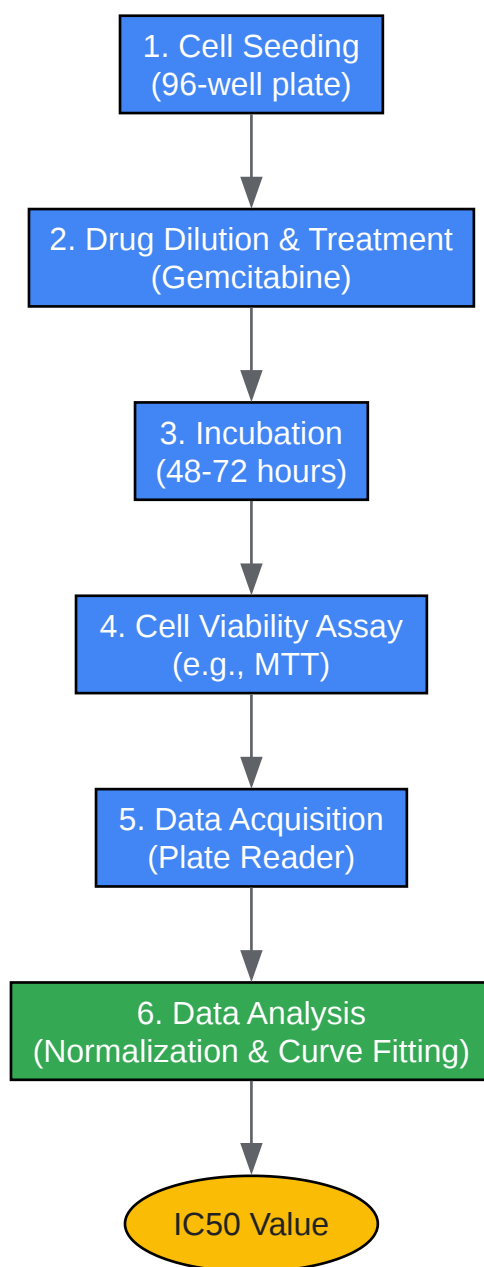 1. Cell Seeding
(96-well plate)
2. Drug Dilution & Treatment
(Gemcitabine)
3. Incubation
(48-72 hours)
4. Cell Viability Assay
(e.g., MTT)
5. Data Acquisition
(Plate Reader)
6. Data Analysis
(Normalization & Curve Fitting)
IC50 Value